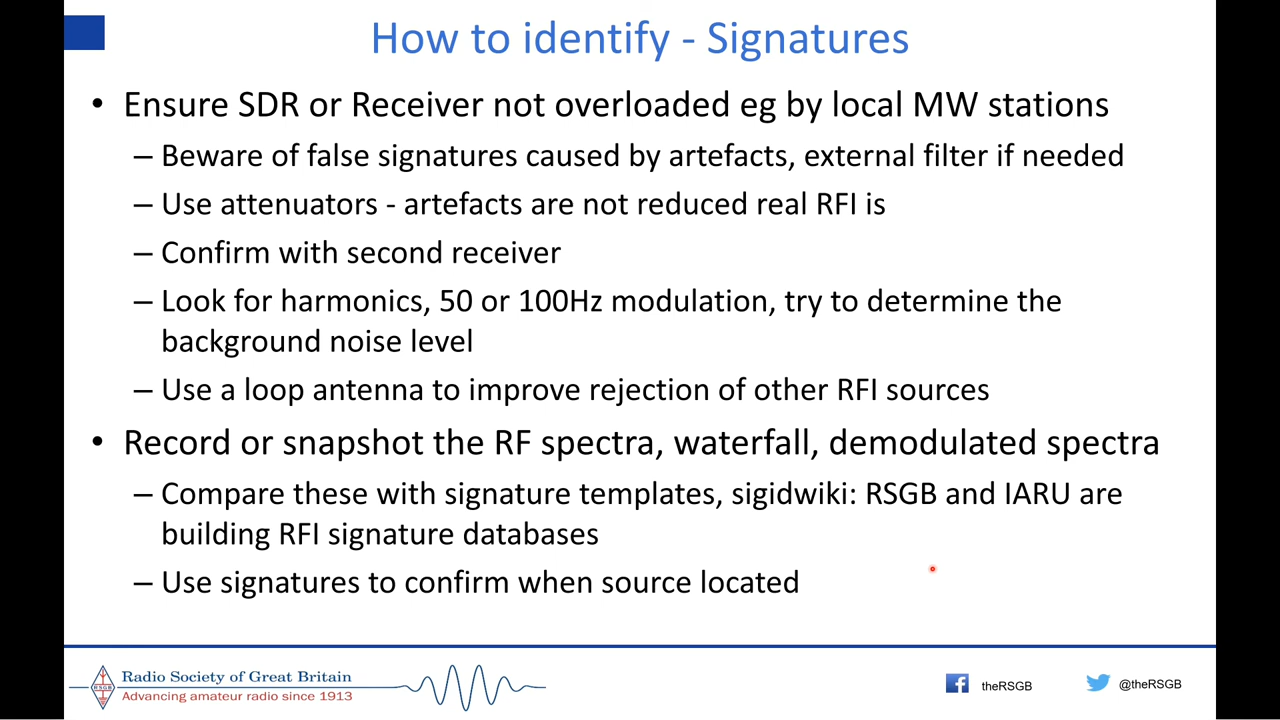 How to identify - Signatures
• Ensure SDR or Receiver not overloaded eg by local MW stations
– Beware of false signatures caused by artefacts, external filter if needed
– Use attenuators - artefacts are not reduced real RFI is
– Confirm with second receiver
– Look for harmonics, 50 or 100Hz modulation, try to determine the
background noise level
– Use a loop antenna to improve rejection of other RFI sources
• Record or snapshot the RF spectra, waterfall, demodulated spectra
– Compare these with signature templates, sigidwiki: RSGB and IARU are
building RFI signature databases
– Use signatures to confirm when source located
RSGB
Radio Society of Great Britain
Advancing amateur radio since 1913
theRSGB
@theRSGB